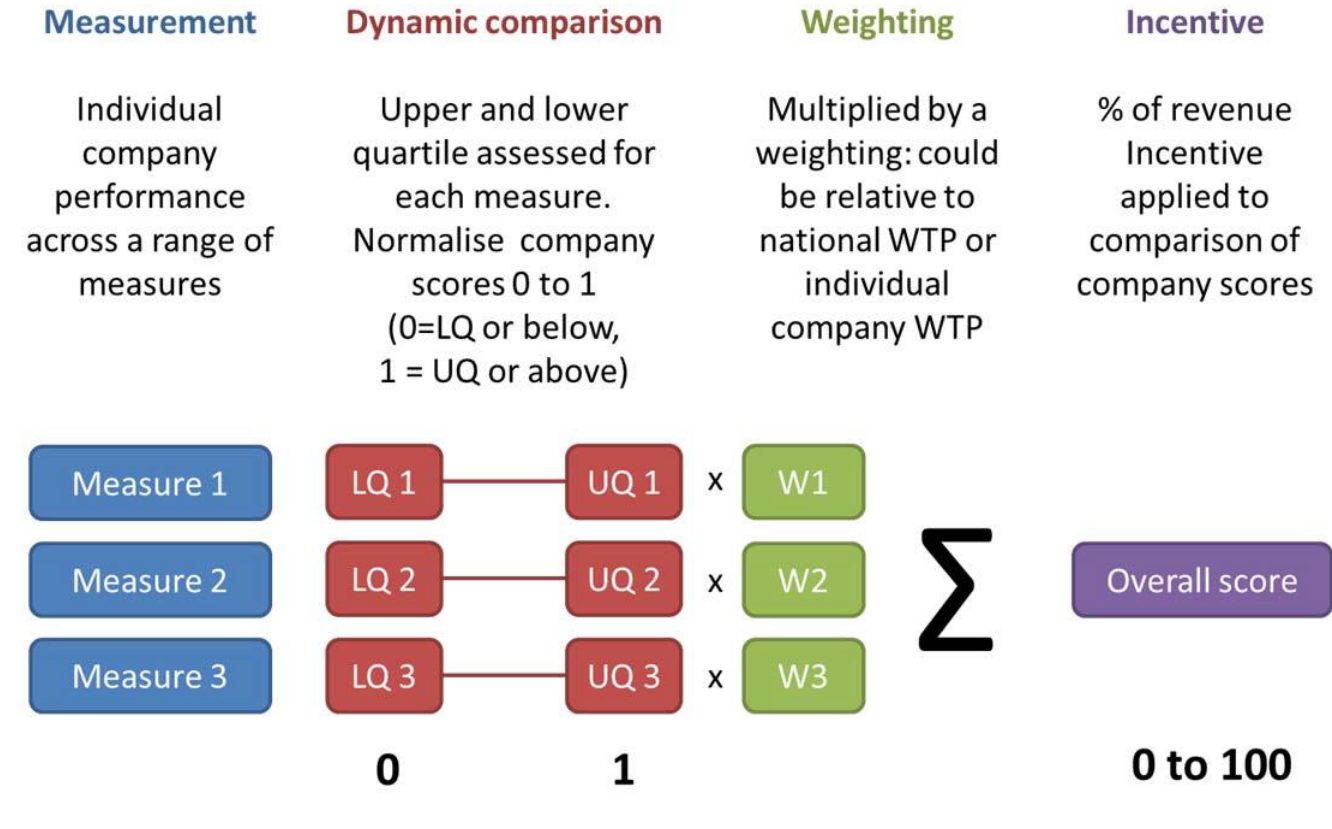 Measurement
Individual
company
performance
across a range of
measures
Dynamic comparison
Upper and lower
quartile assessed for
each measure.
Normalise company
scores 0 to 1
(0=LQ or below,
1 = UQ or above)
Weighting
Multiplied by a
weighting: could
be relative to
national WTP or
individual
company WTP
Incentive
% of revenue
Incentive
applied to
comparison of
company scores
Measure 1
LQ 1
UQ 1
x
W1
Measure 2
LQ 2
UQ 2
x
W2
Measure 3
LQ 3
UQ 3
x
W3
Σ
Overall score
0
1
0 to 100